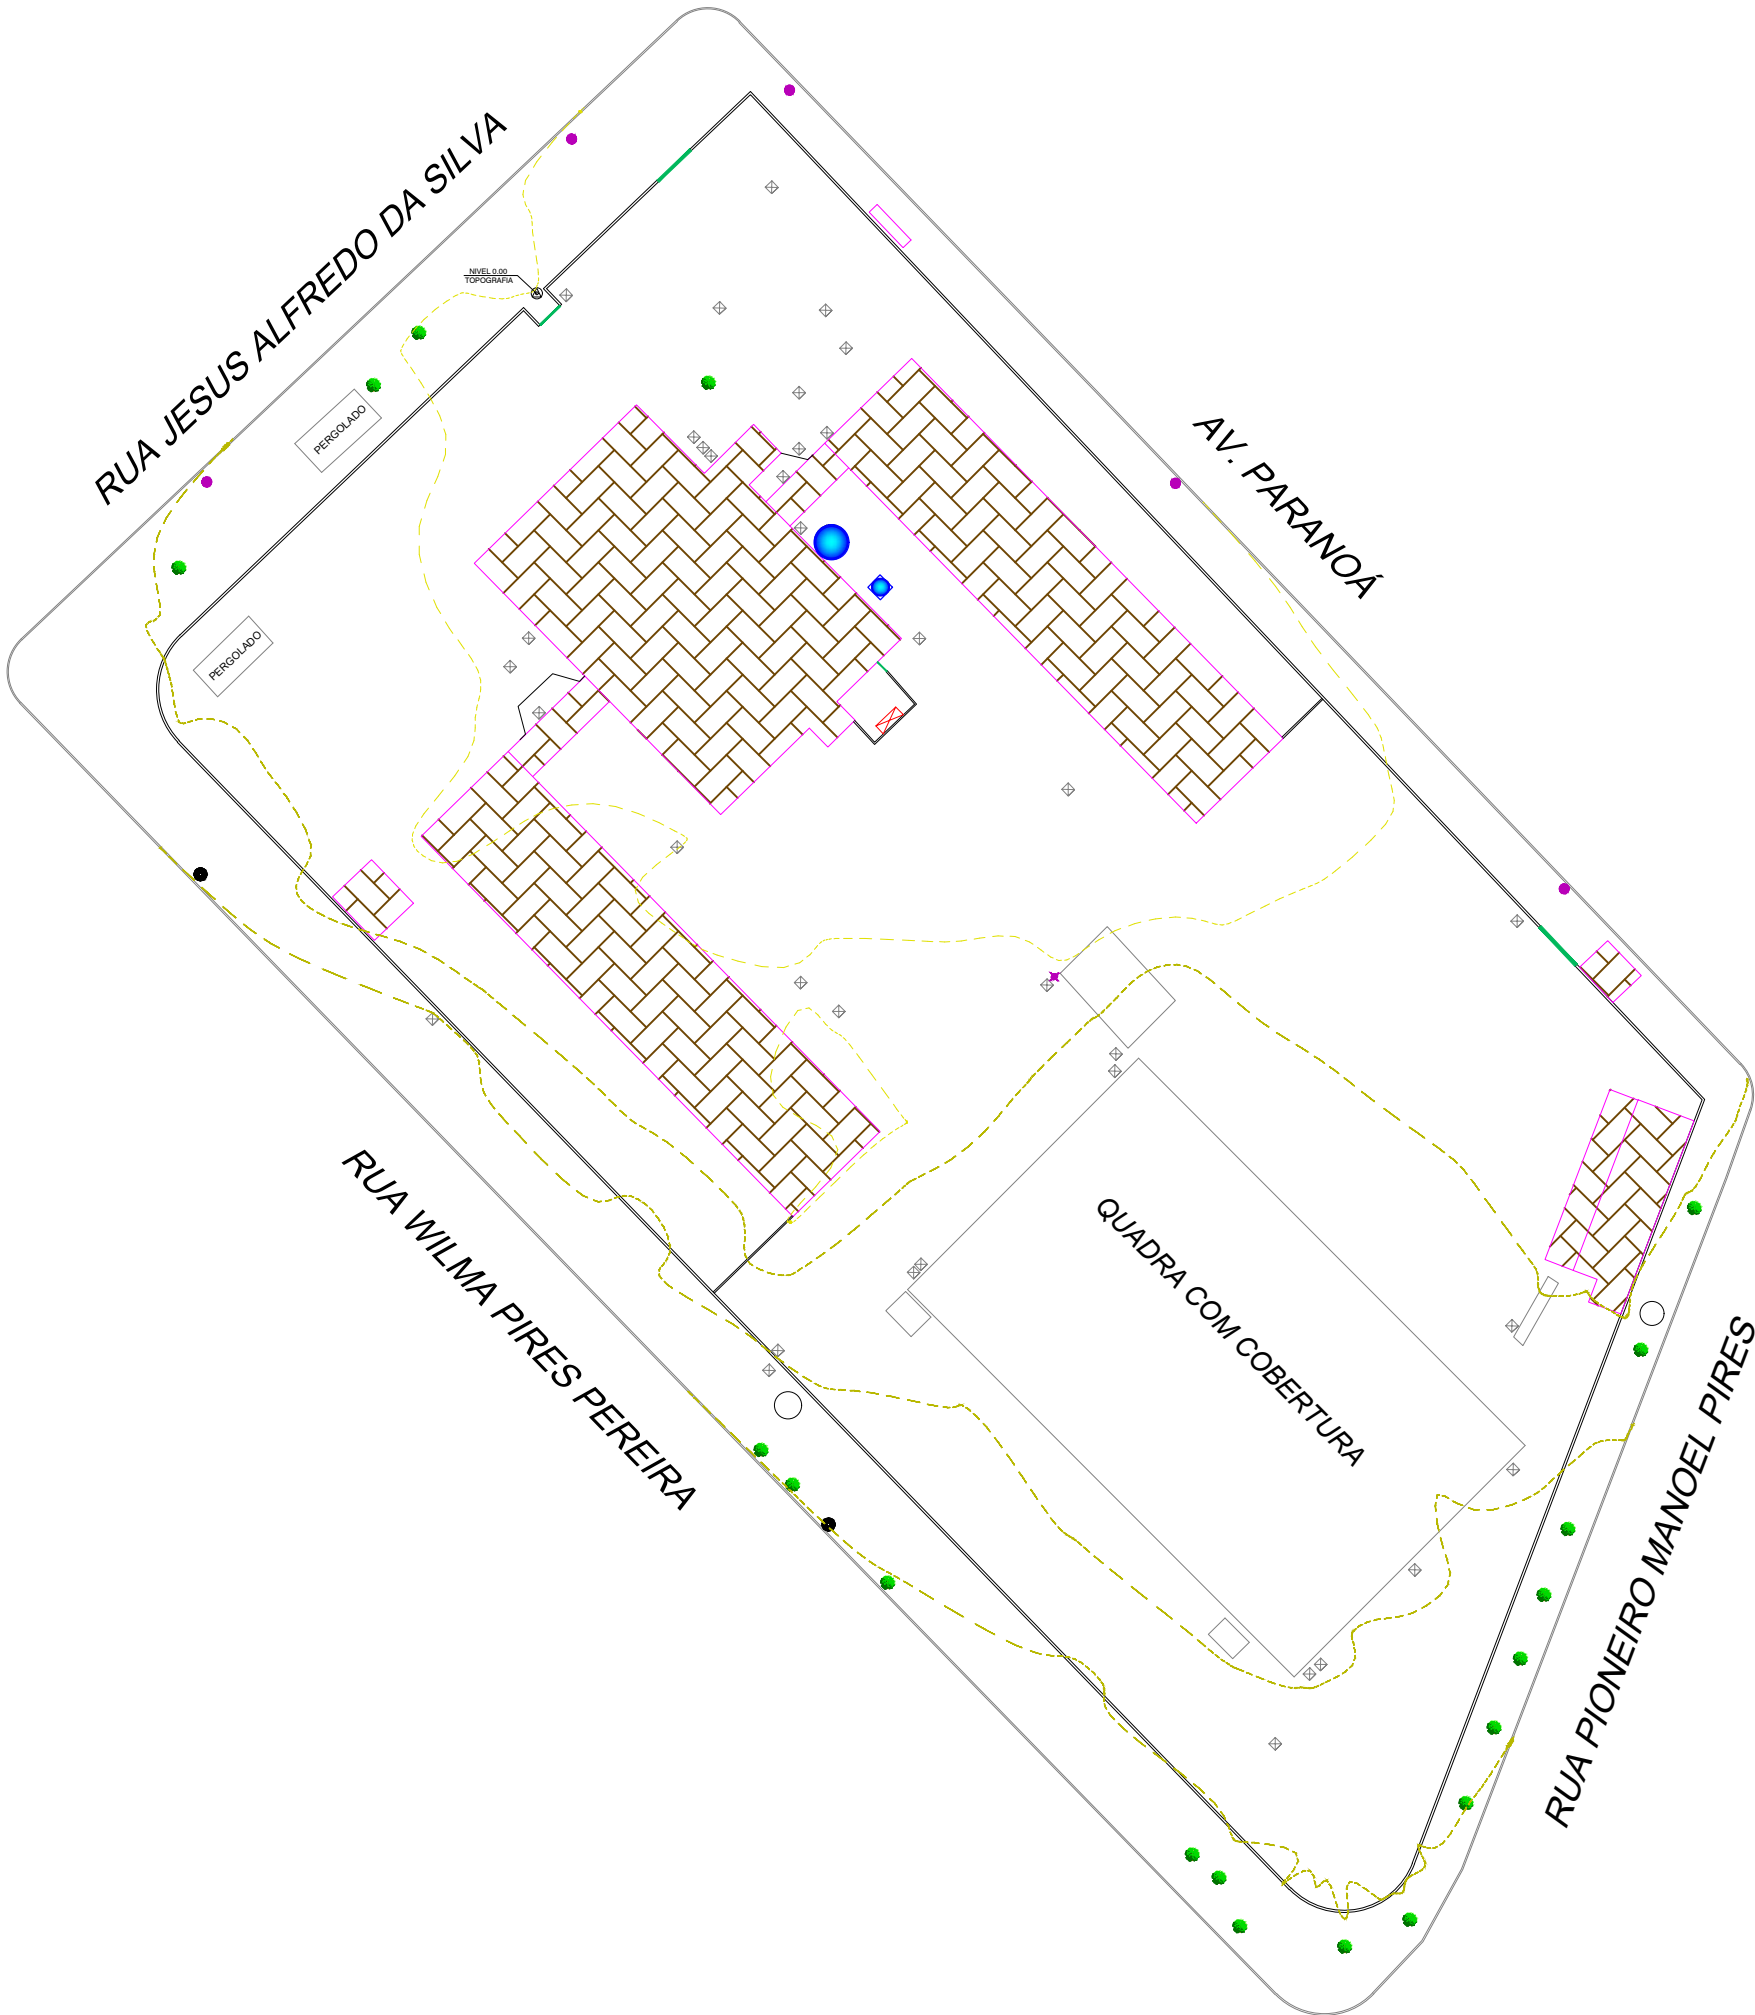 RUA JESUS ALFREDO DA SILVA
NIVEL 0.00
TOPOGRAFIA
PERGOLADO
AV. PARANOÁ
PERGOLADO
RUA WILMA PIRES PEREIRA
QUADRA COM COBERTURA
RUA PIONEIRO MANOEL PIRES